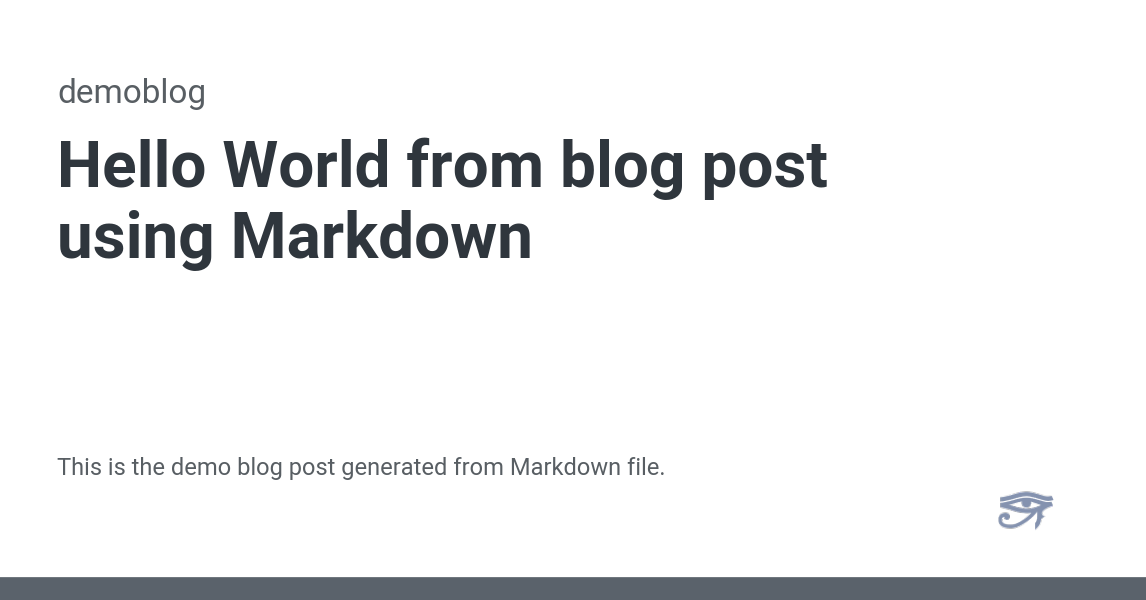 demoblog
Hello World from blog post
using Markdown
This is the demo blog post generated from Markdown file.